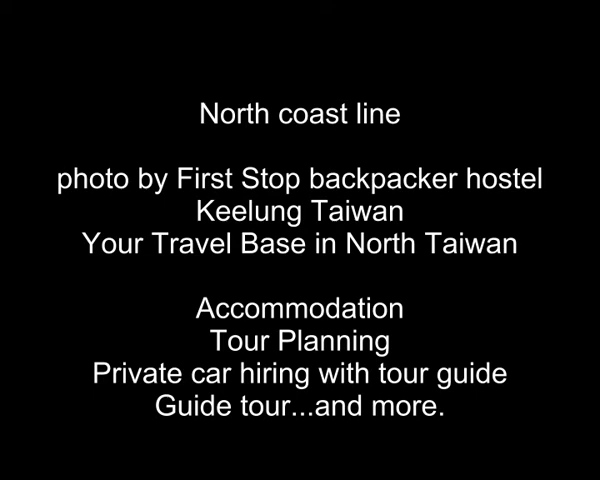 North coast line
photo by First Stop backpacker hostel
Keelung Taiwan
Your Travel Base in North Taiwan
Accommodation
Tour Planning
Private car hiring with tour guide
Guide tour...and more.